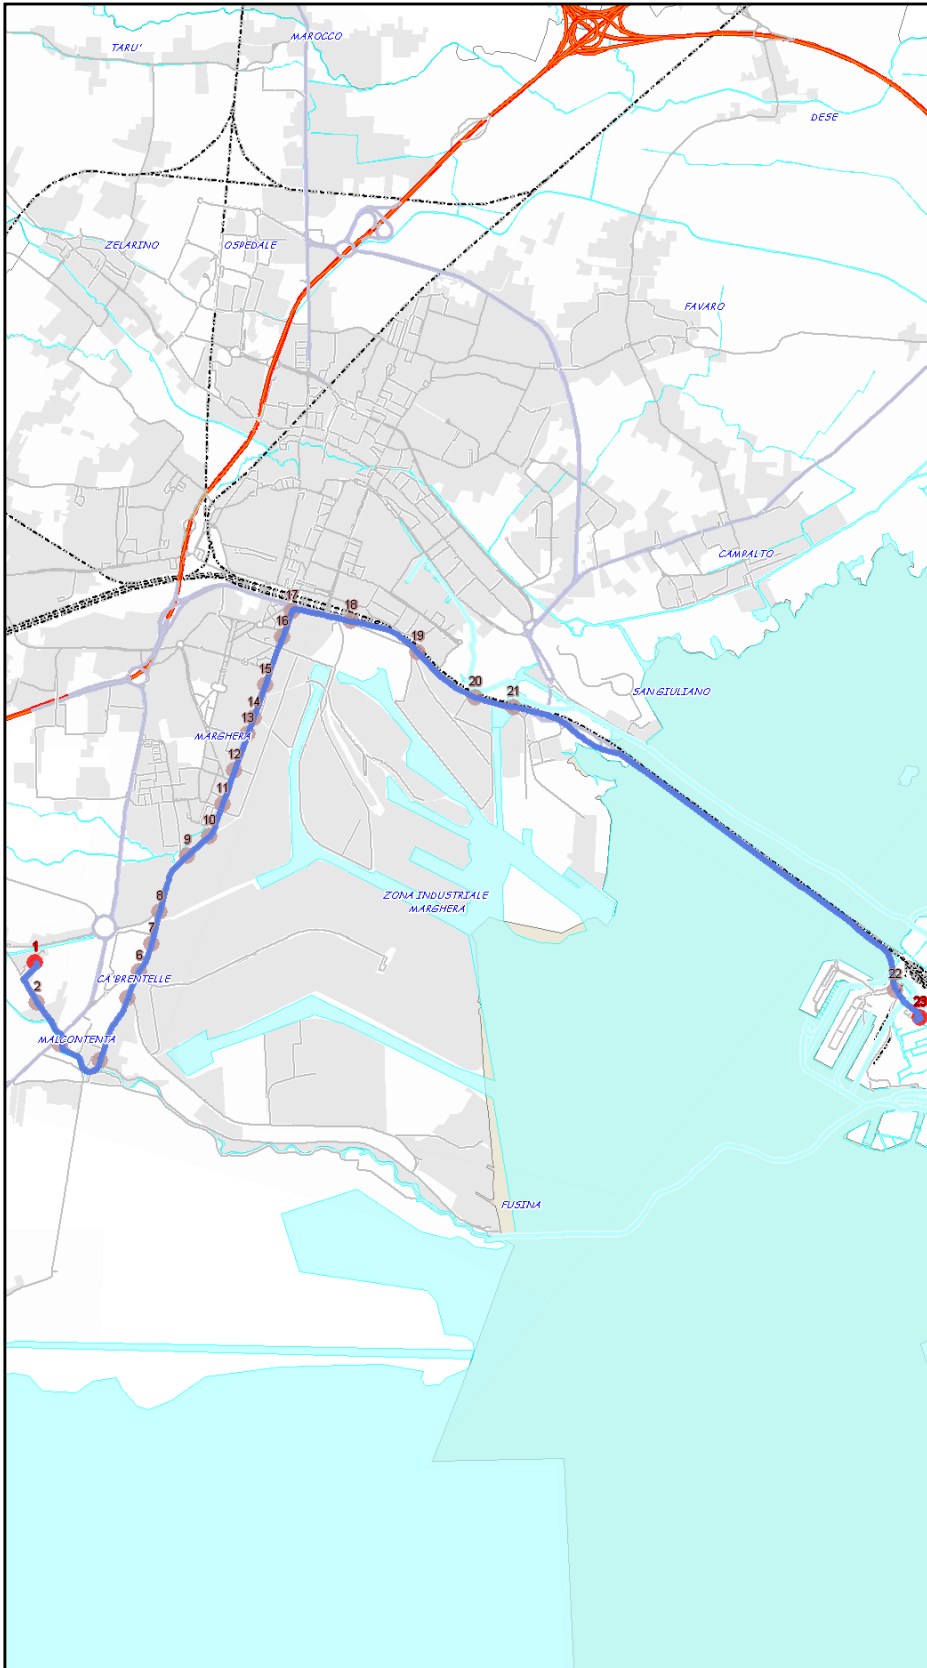 MAROCCO
TARU'
DESE
ZELARINO
OSPEDALE
FAVARO
CAMPALTO
17
18
16
19
15
20
SAN GIULIANO
21
14
13
MARGHERA
12
11
10
9
ZONA INDUSTRIALE
MARGHERA
8
7
1
6
CA'BRENTELLE
22
2
23
MALCONTENTA
FUSINA